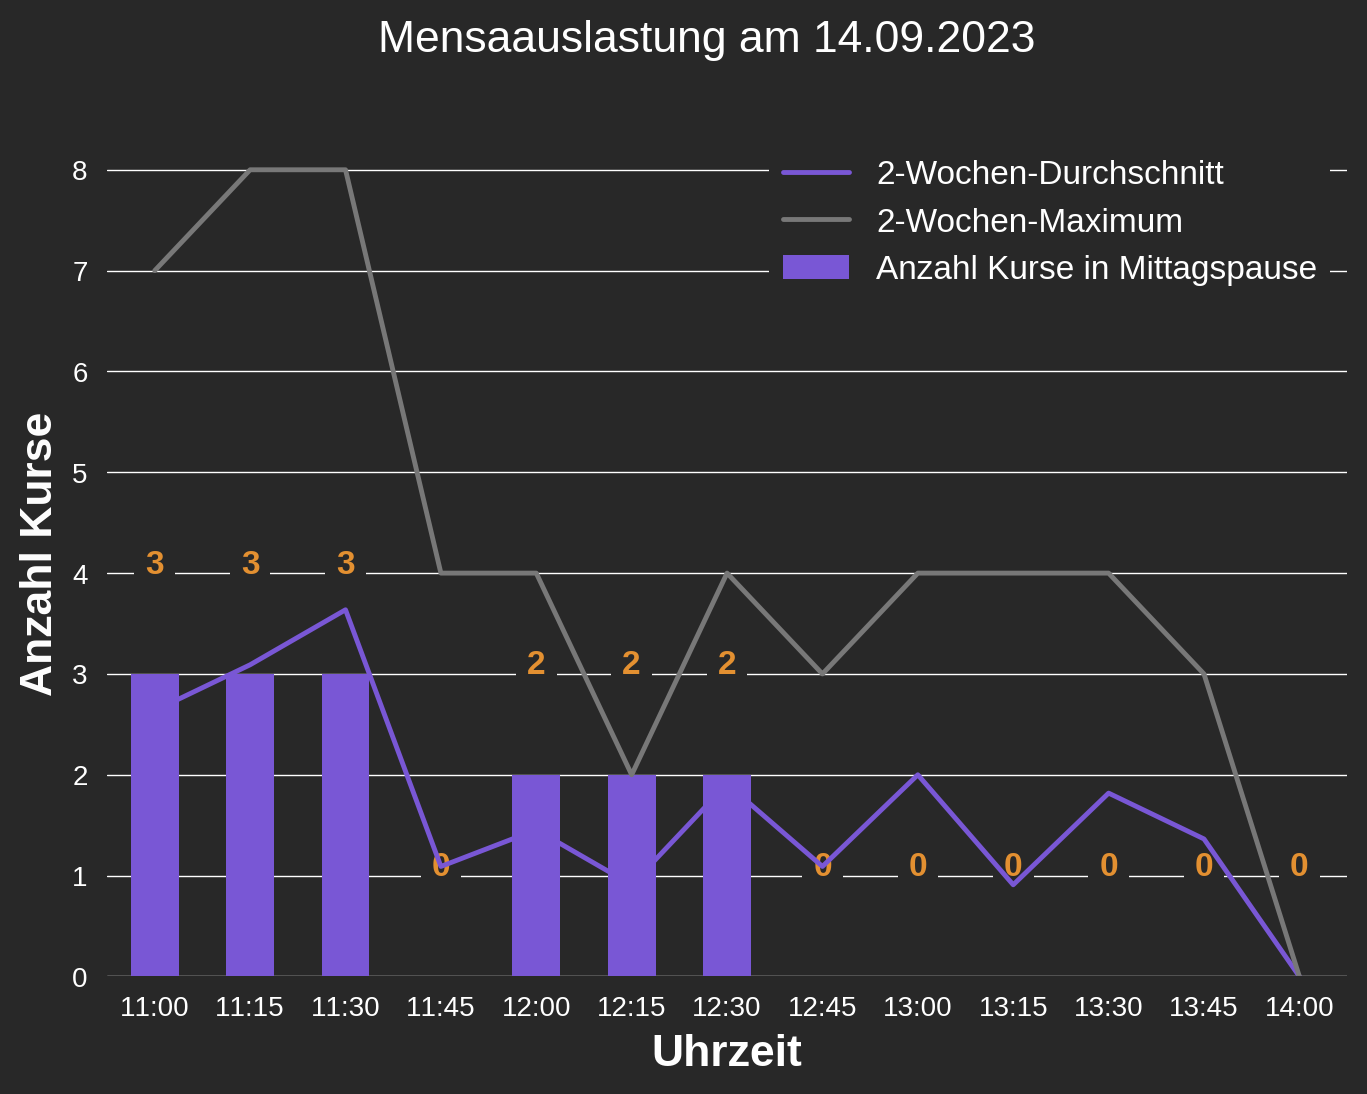 Mensaauslastung am 14.09.2023
2-Wochen-Durchschnitt
2-Wochen-Maximum
Anzahl Kurse in Mittagspause
Anzahl Kurse
8
7
6
5
4
3
2
1
0
3 3 3 0 2 2 2 0 0 0 0 0 0
11:00 11:15 11:30 11:45 12:00 12:15 12:30 12:45 13:00 13:15 13:30 13:45 14:00
Uhrzeit